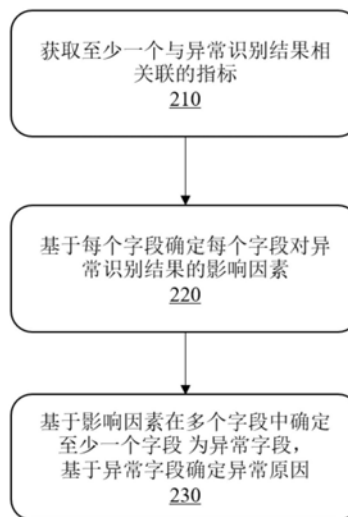 获取至少一个与异常识别结果相
关联的指标
210
基于每个字段确定每个字段对异
常识别结果的影响因素
220
基于影响因素在多个字段中确定
至少一个字段 为异常字段，
基于异常字段确定异常原因
230